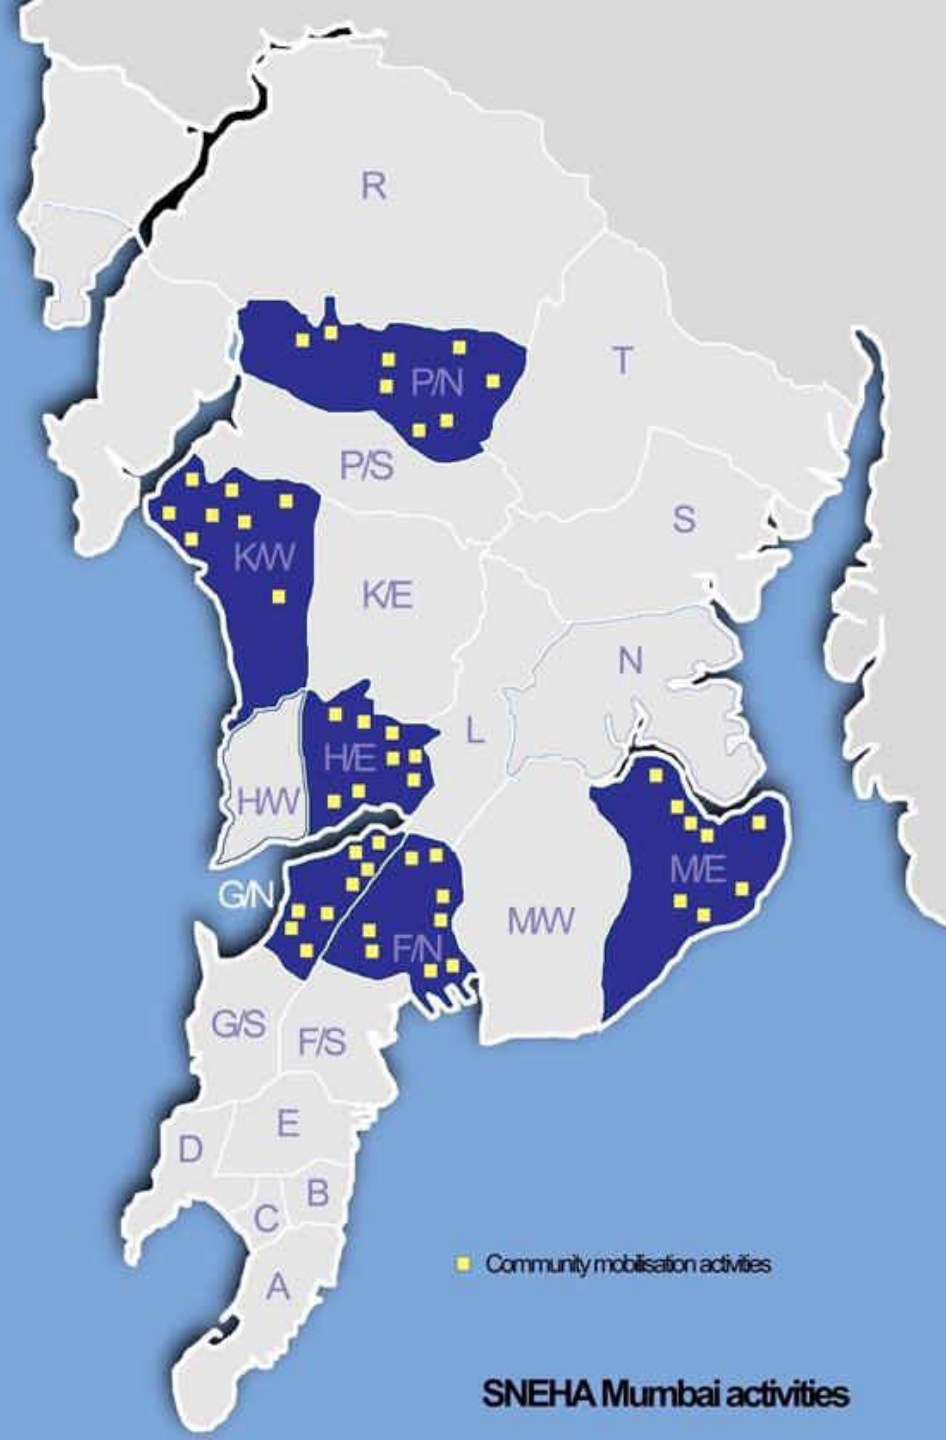 R
T
P/N
P/S
S
K/W
K/E
N
L
H/E
H/W
M/E
G/N
M/W
F/N
G/S
F/S
E
D
B
C
A
Community mobilisation activities
SNEHA Mumbai activities